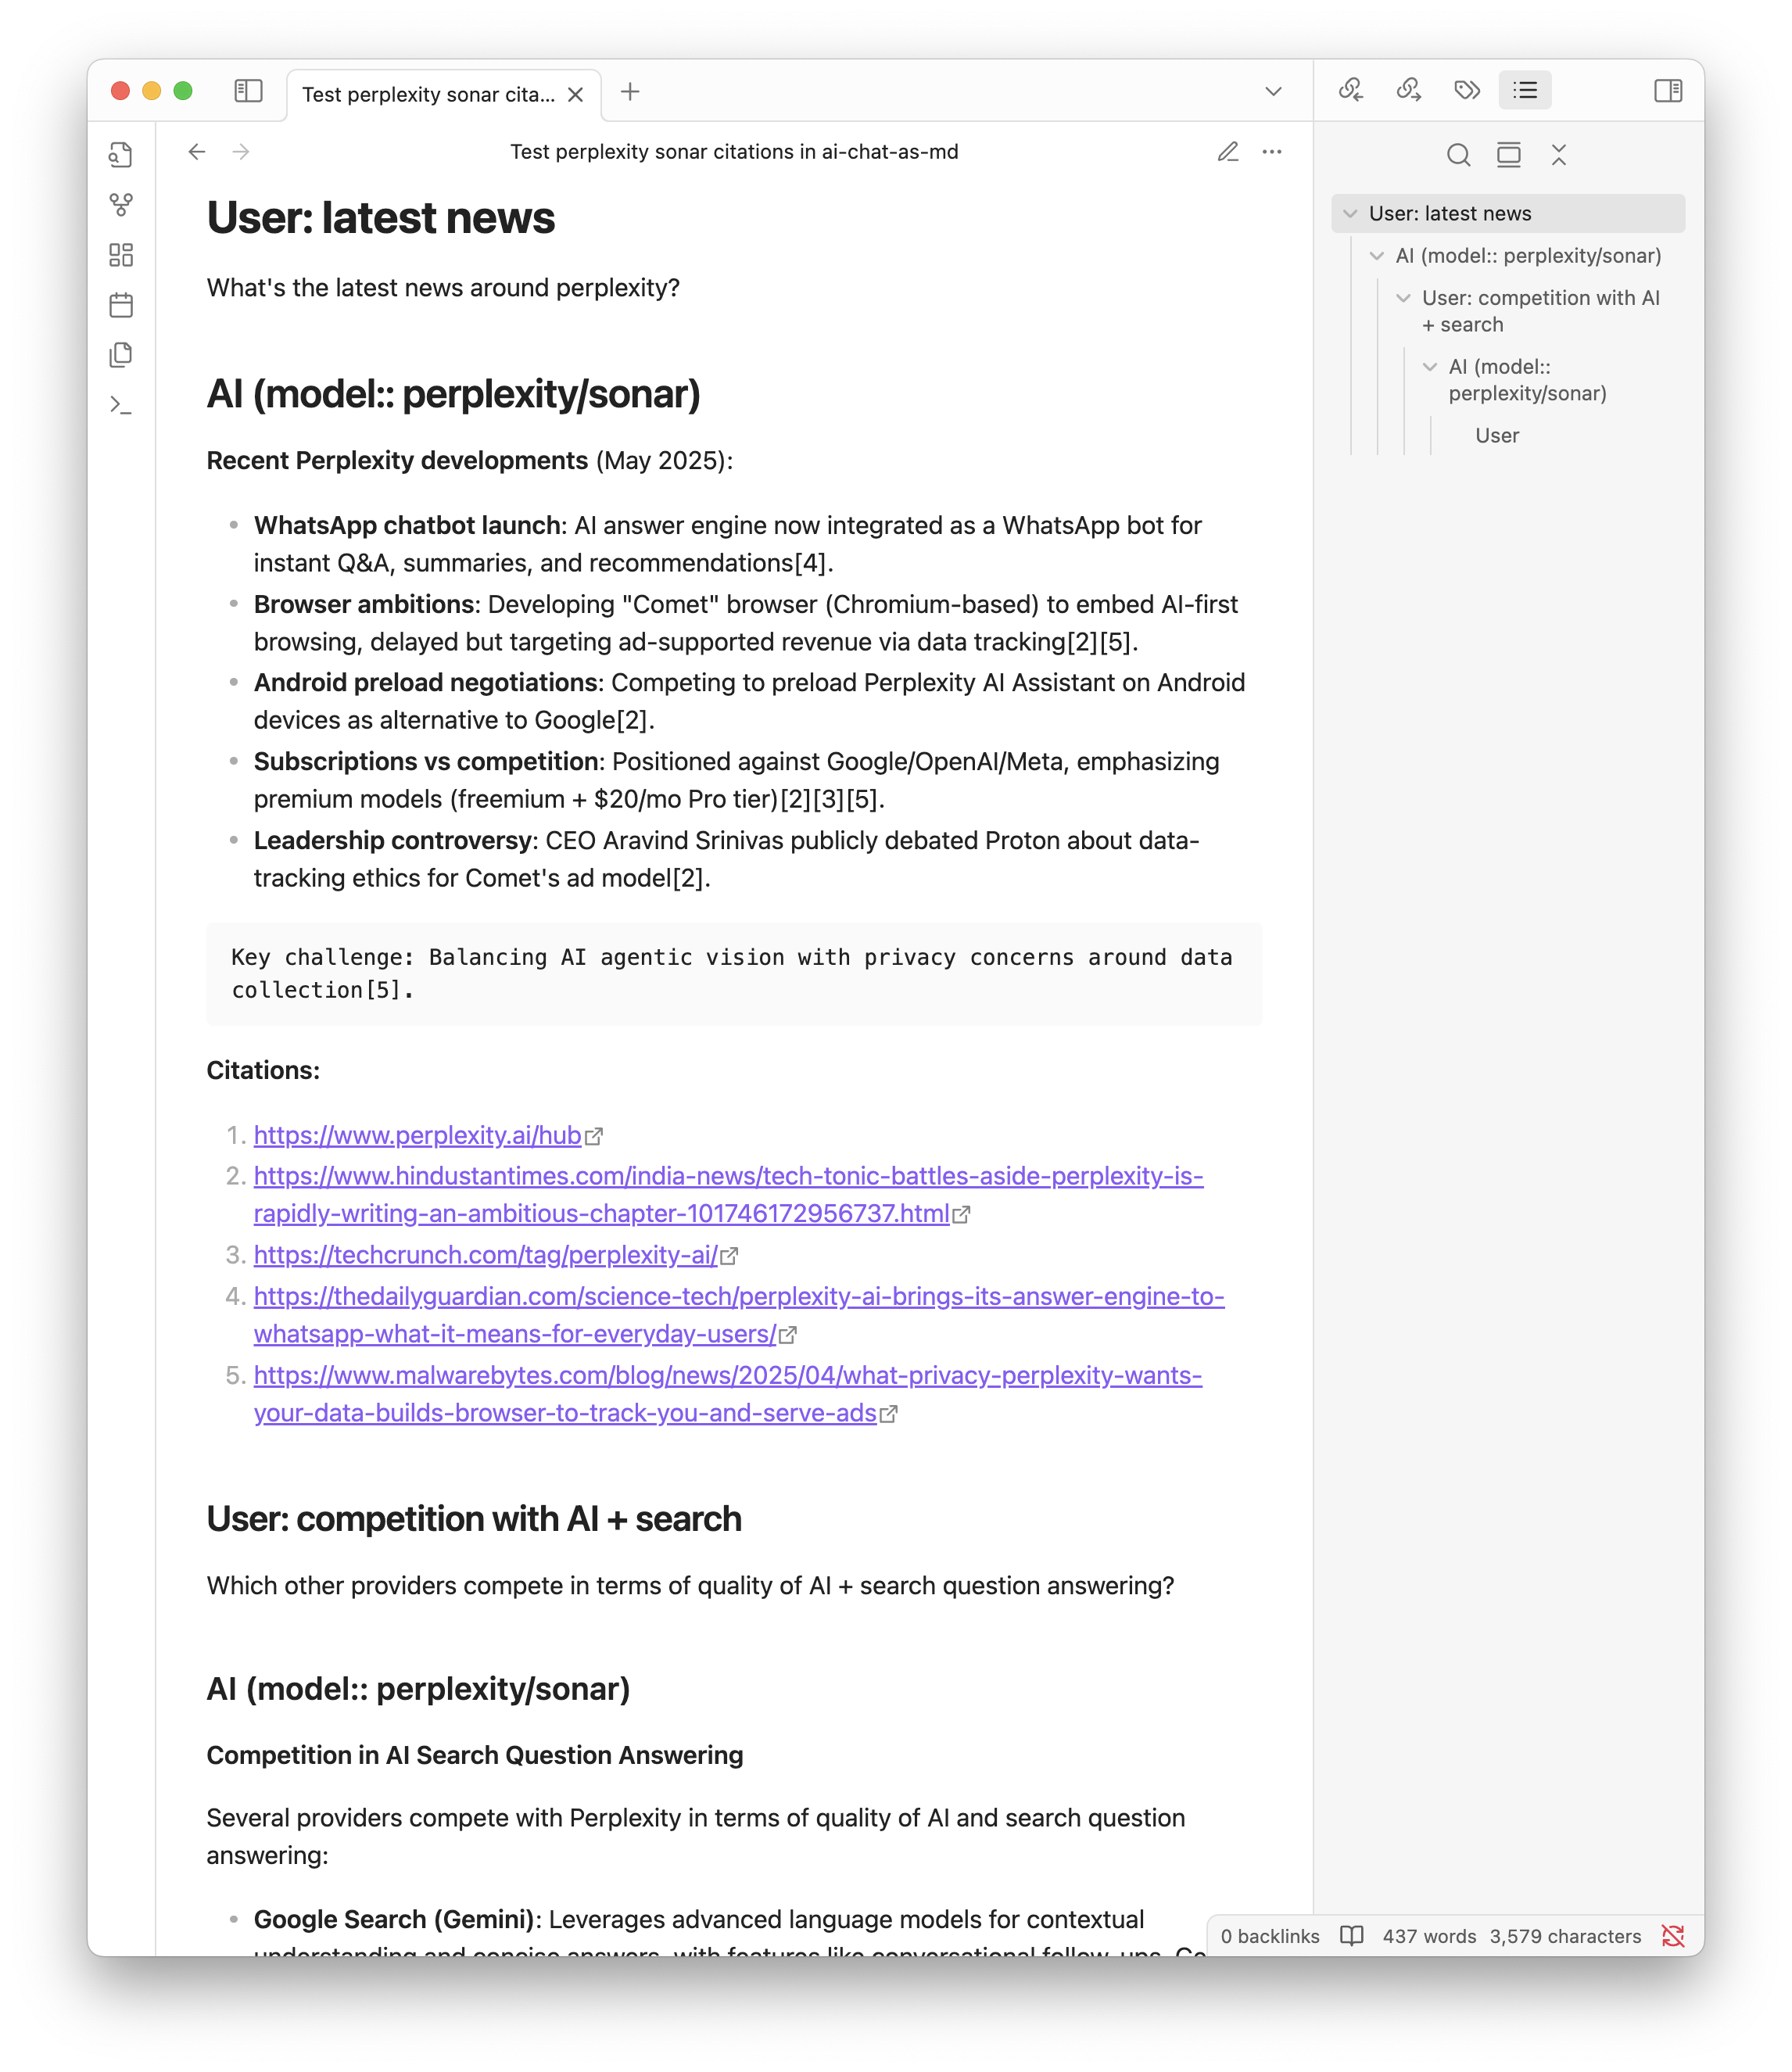 Test perplexity sonar cita...
Test perplexity sonar citations in ai-chat-as-md
User: latest news
What's the latest news around perplexity?
AI (model:: perplexity/sonar)
Recent Perplexity developments (May 2025):
• WhatsApp chatbot launch: AI answer engine now integrated as a WhatsApp bot for
instant Q&A, summaries, and recommendations[4].
• Browser ambitions: Developing "Comet" browser (Chromium-based) to embed AI-first
browsing, delayed but targeting ad-supported revenue via data tracking[2][5].
• Android preload negotiations: Competing to preload Perplexity AI Assistant on Android
devices as alternative to Google[2].
• Subscriptions vs competition: Positioned against Google/OpenAI/Meta, emphasizing
premium models (freemium + $20/mo Pro tier)[2][3][5].
• Leadership controversy: CEO Aravind Srinivas publicly debated Proton about data-
tracking ethics for Comet's ad model[2].
Key challenge: Balancing AI agentic vision with privacy concerns around data
collection[5].
Citations:
1. https://www.perplexity.ai/hub
2. https://www.hindustantimes.com/india-news/tech-tonic-battles-aside-perplexity-is-
rapidly-writing-an-ambitious-chapter-101746172956737.html
3. https://techcrunch.com/tag/perplexity-ai/
4. https://thedailyguardian.com/science-tech/perplexity-ai-brings-its-answer-engine-to-
whatsapp-what-it-means-for-everyday-users/
5. https://www.malwarebytes.com/blog/news/2025/04/what-privacy-perplexity-wants-
your-data-builds-browser-to-track-you-and-serve-ads
User: competition with AI + search
Which other providers compete in terms of quality of AI + search question answering?
AI (model:: perplexity/sonar)
Competition in AI Search Question Answering
Several providers compete with Perplexity in terms of quality of AI and search question
answering:
• Google Search (Gemini): Leverages advanced language models for contextual
understanding and concise answers, with features like conversational follow-ups. Go
User: latest news
AI (model:: perplexity/sonar)
User: competition with AI
+ search
AI (model::
perplexity/sonar)
User
0 backlinks 437 words 3,579 characters